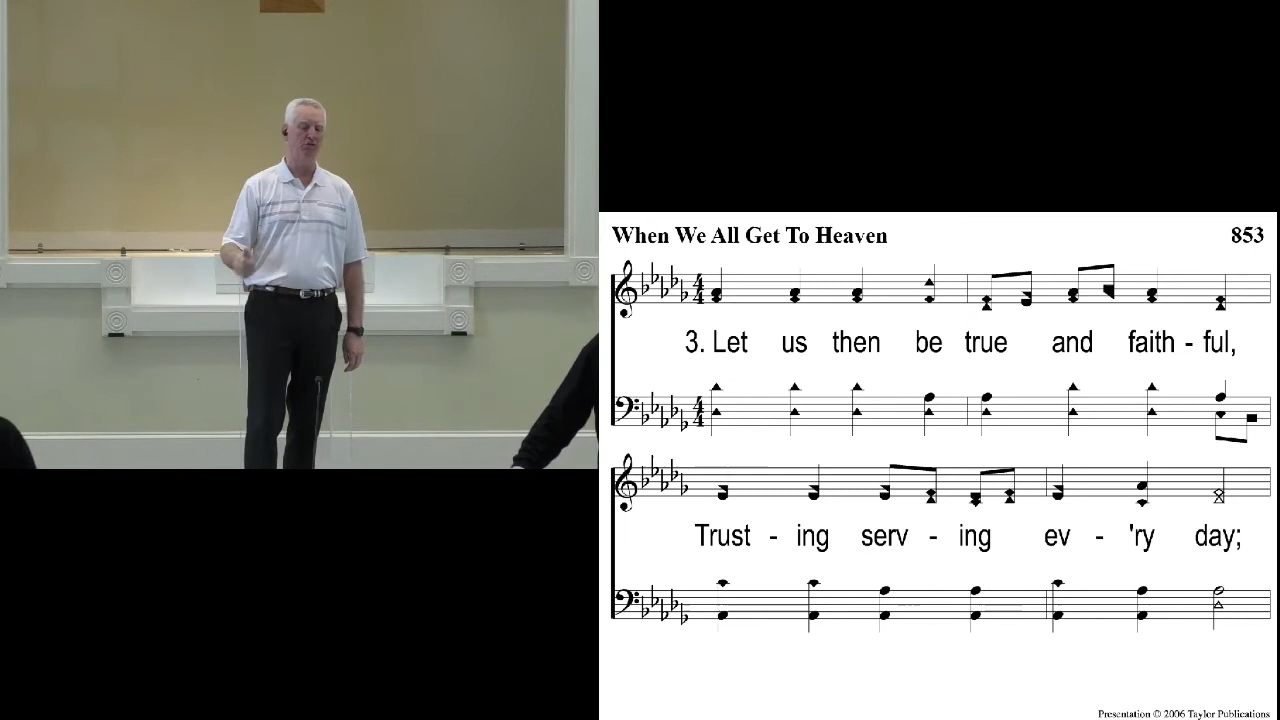 When We All Get To Heaven 853
3. Let us then be true and faith - ful,
Trust - ing serv - ing ev - 'ry day;
Presentation © 2006 Taylor Publications